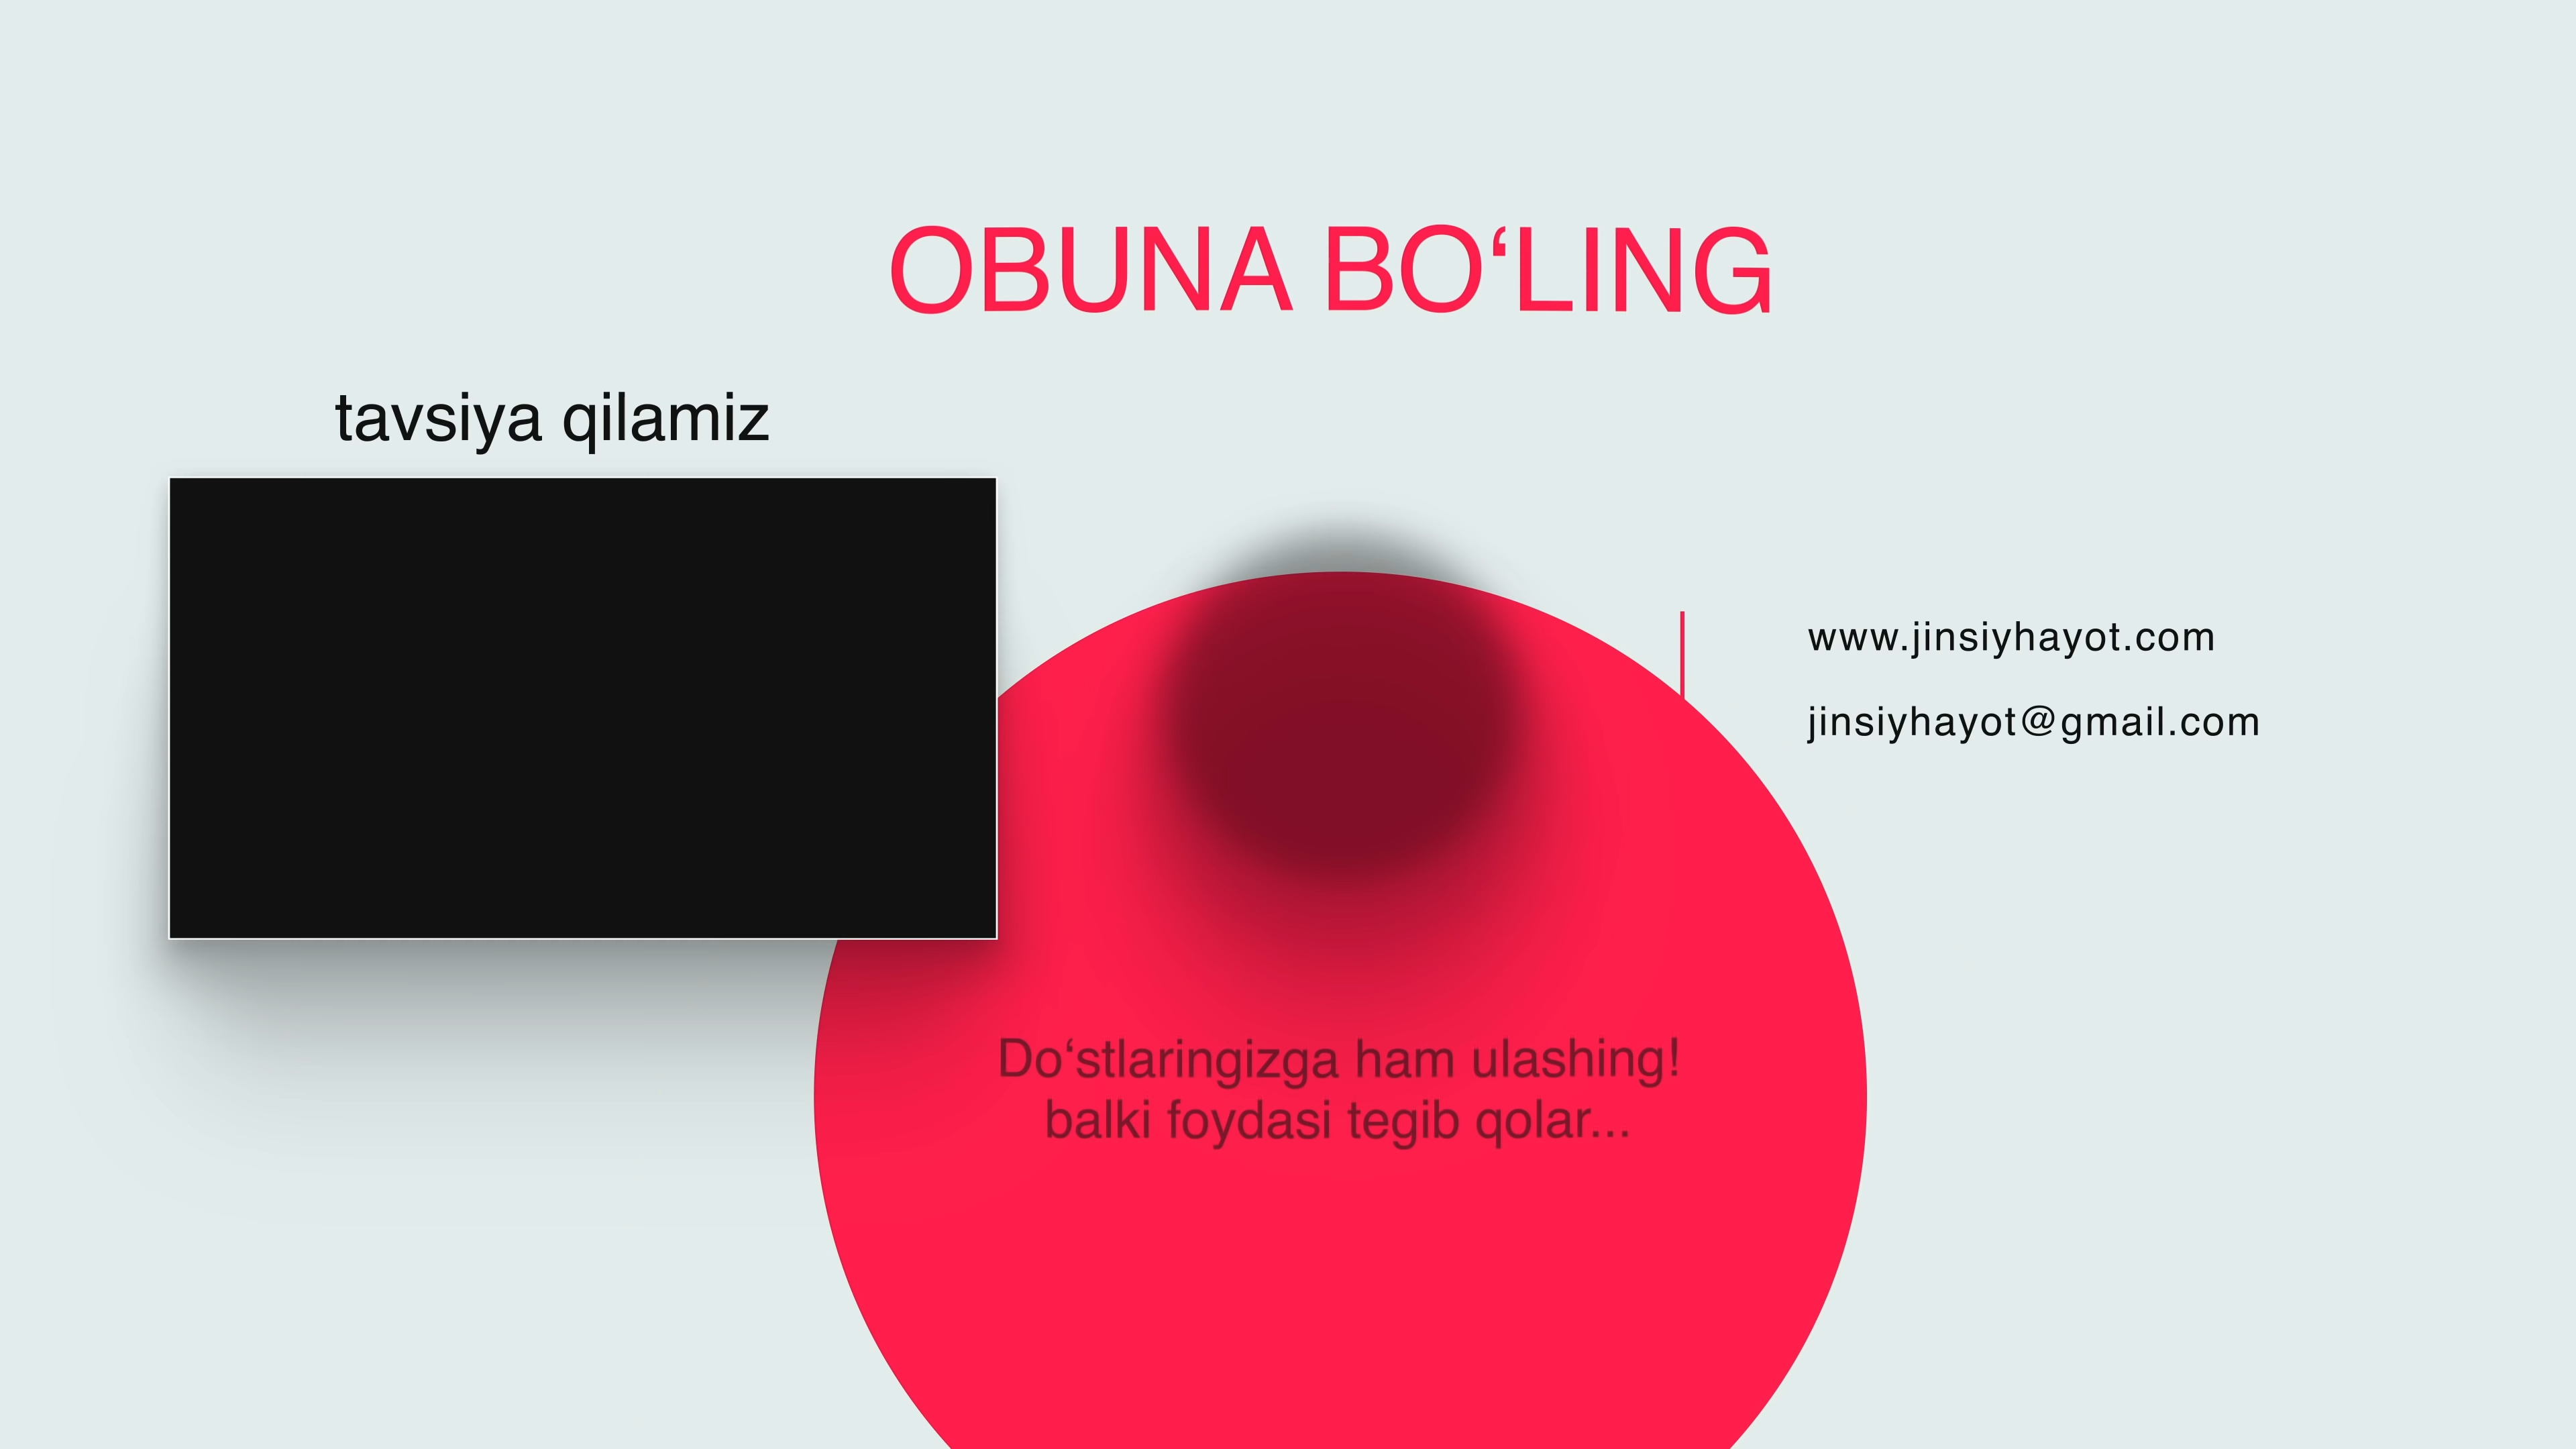 OBUNA BO‘LING
tavsiya qilamiz
www.jinsiyhayot.com
jinsiyhayot@gmail.com
Do‘stlaringizga ham ulashing!
balki foydasi tegib qolar...